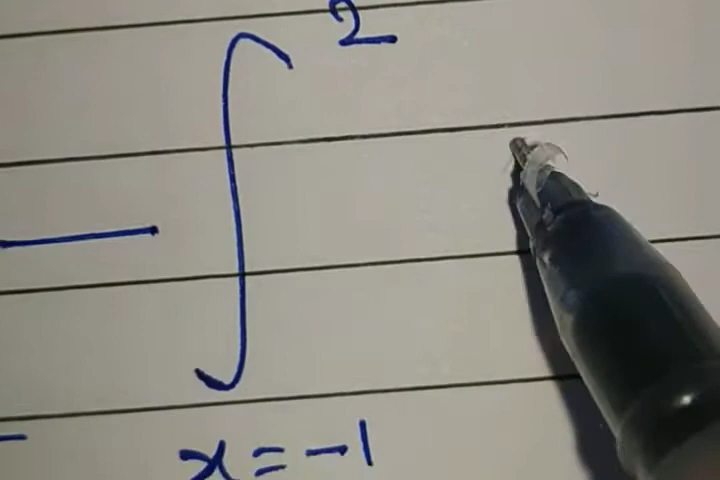 2
— ∫
x = -1